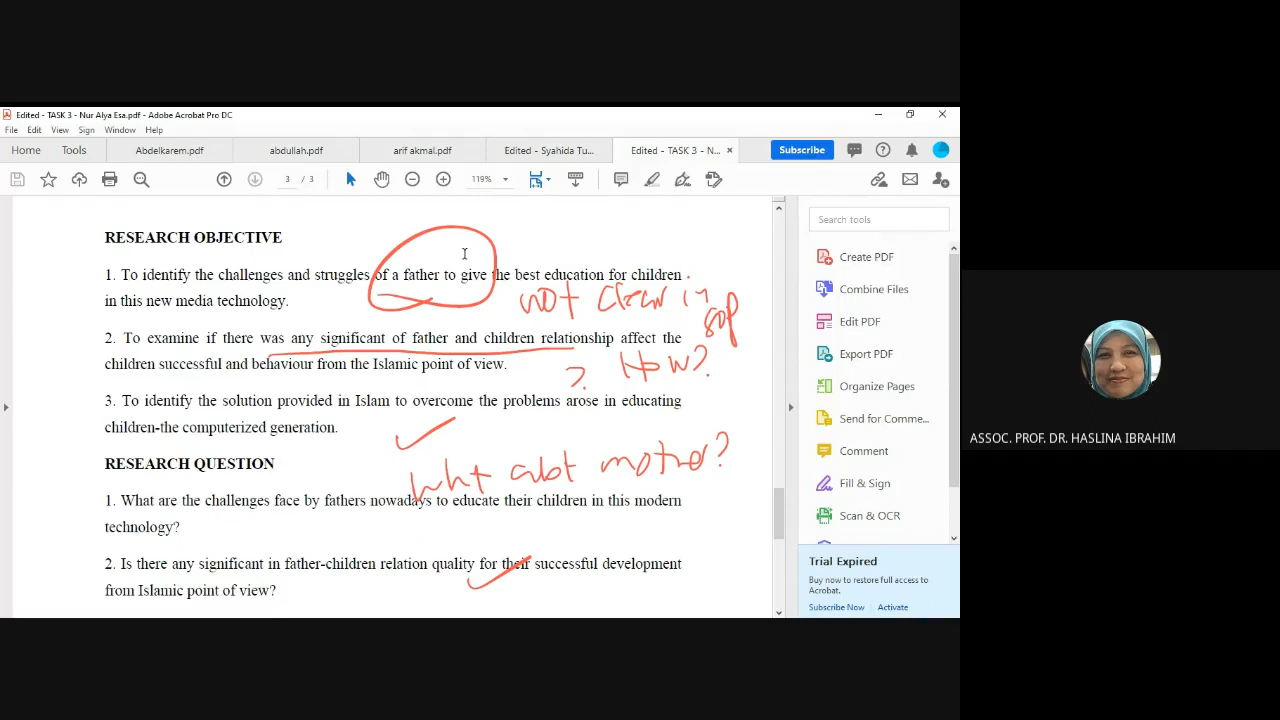 Edited - TASK 3 - Nur Alya Esa.pdf - Adobe Acrobat Pro DC
File Edit View Sign Window Help
Home Tools Abdelkarem.pdf abdullah.pdf arif akmal.pdf Edited - Syahida Tu... Edited - TASK 3 - N... × Subscribe
3 / 3 119%
RESEARCH OBJECTIVE
1. To identify the challenges and struggles of a father to give the best education for children
in this new media technology.
not clear in
sop
2. To examine if there was any significant of father and children relationship affect the
children successful and behaviour from the Islamic point of view.
? How?
3. To identify the solution provided in Islam to overcome the problems arose in educating
children-the computerized generation.
RESEARCH QUESTION
what abt mother?
1. What are the challenges face by fathers nowadays to educate their children in this modern
technology?
2. Is there any significant in father-children relation quality for their successful development
from Islamic point of view?
Search tools
Create PDF
Combine Files
Edit PDF
Export PDF
Organize Pages
Send for Comme...
Comment
Fill & Sign
Scan & OCR
Trial Expired
Buy now to restore full access to
Acrobat.
Subscribe Now Activate
ASSOC. PROF. DR. HASLINA IBRAHIM